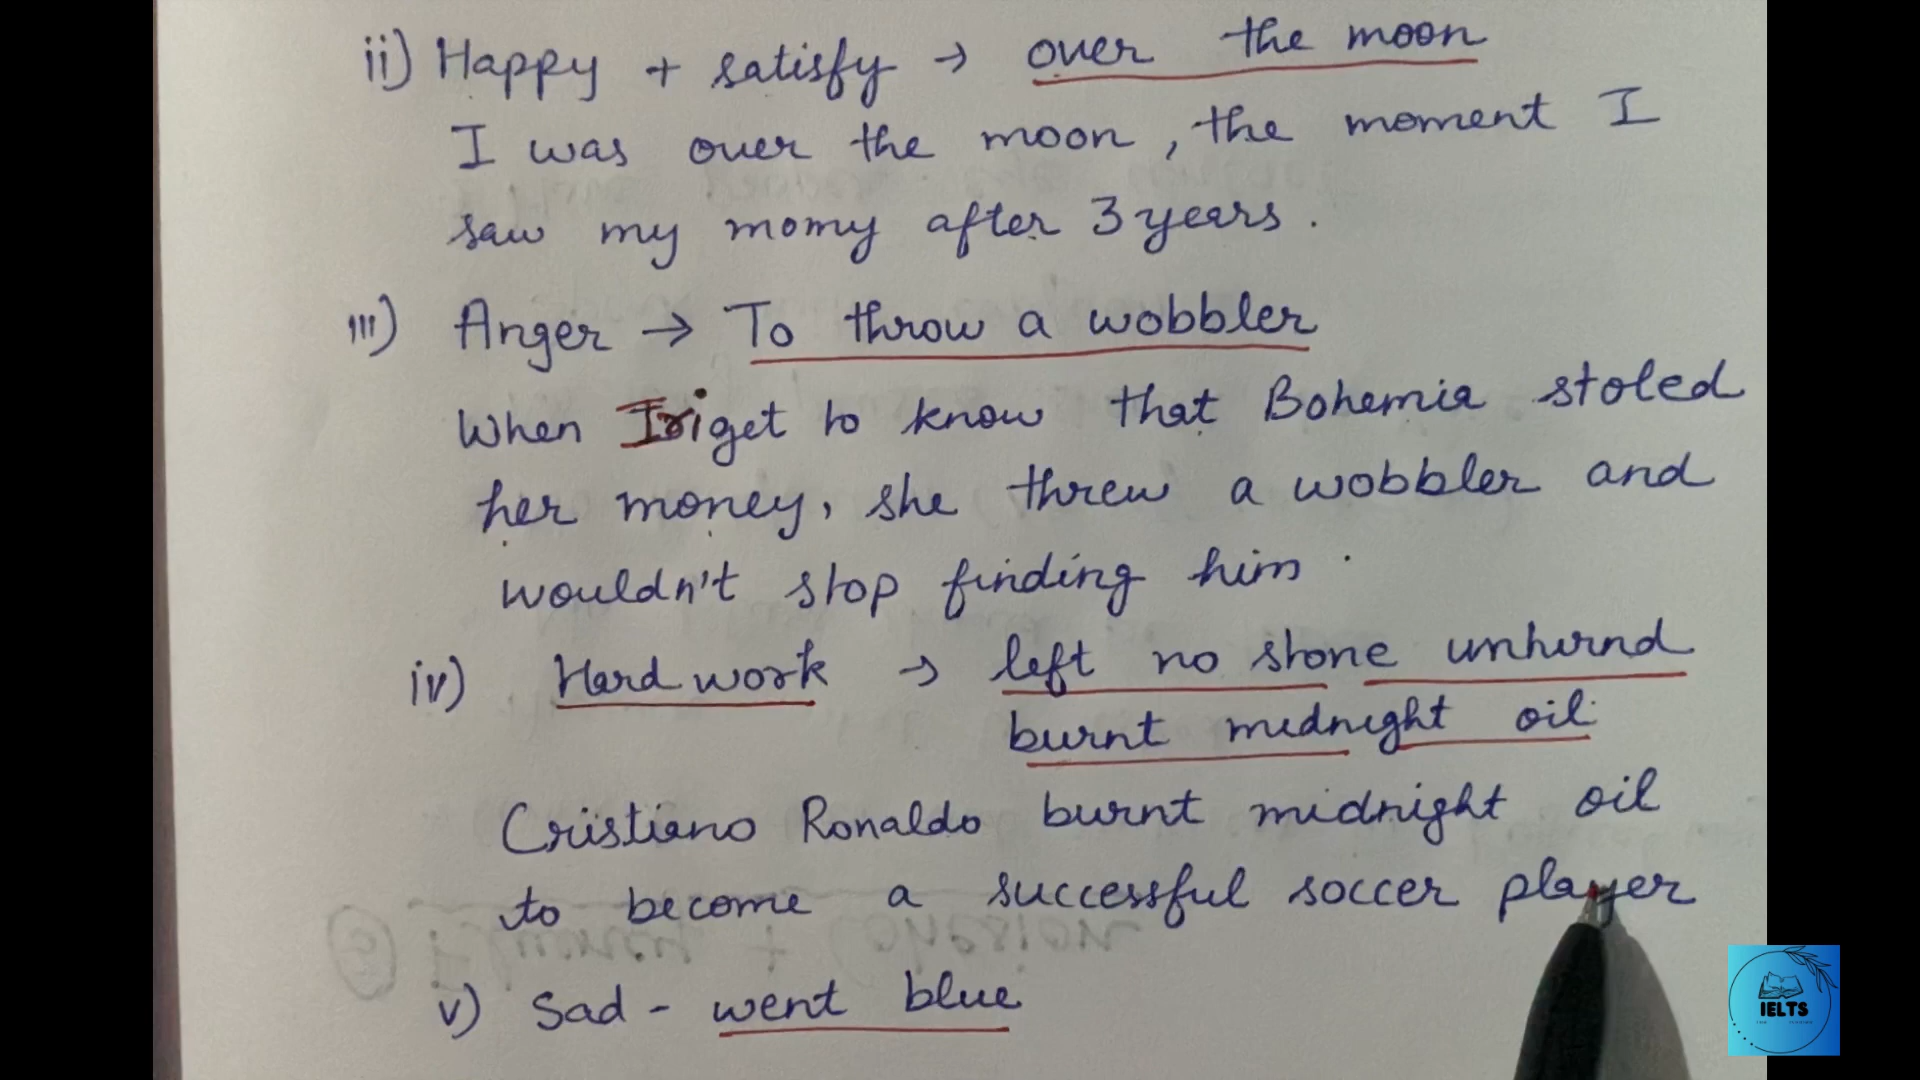 ii) Happy + satisfy → over the moon
I was over the moon, the moment I
saw my momy after 3 years.
iii) Anger → To throw a wobbler
When Iri get to know that Bohemia stoled
her money, she threw a wobbler and
wouldn't stop finding him.
iv) Hard work → left no stone unturnd
burnt midnight oil
Cristiano Ronaldo burnt midnight oil
to become a successful soccer player
v) Sad - went blue
IELTS